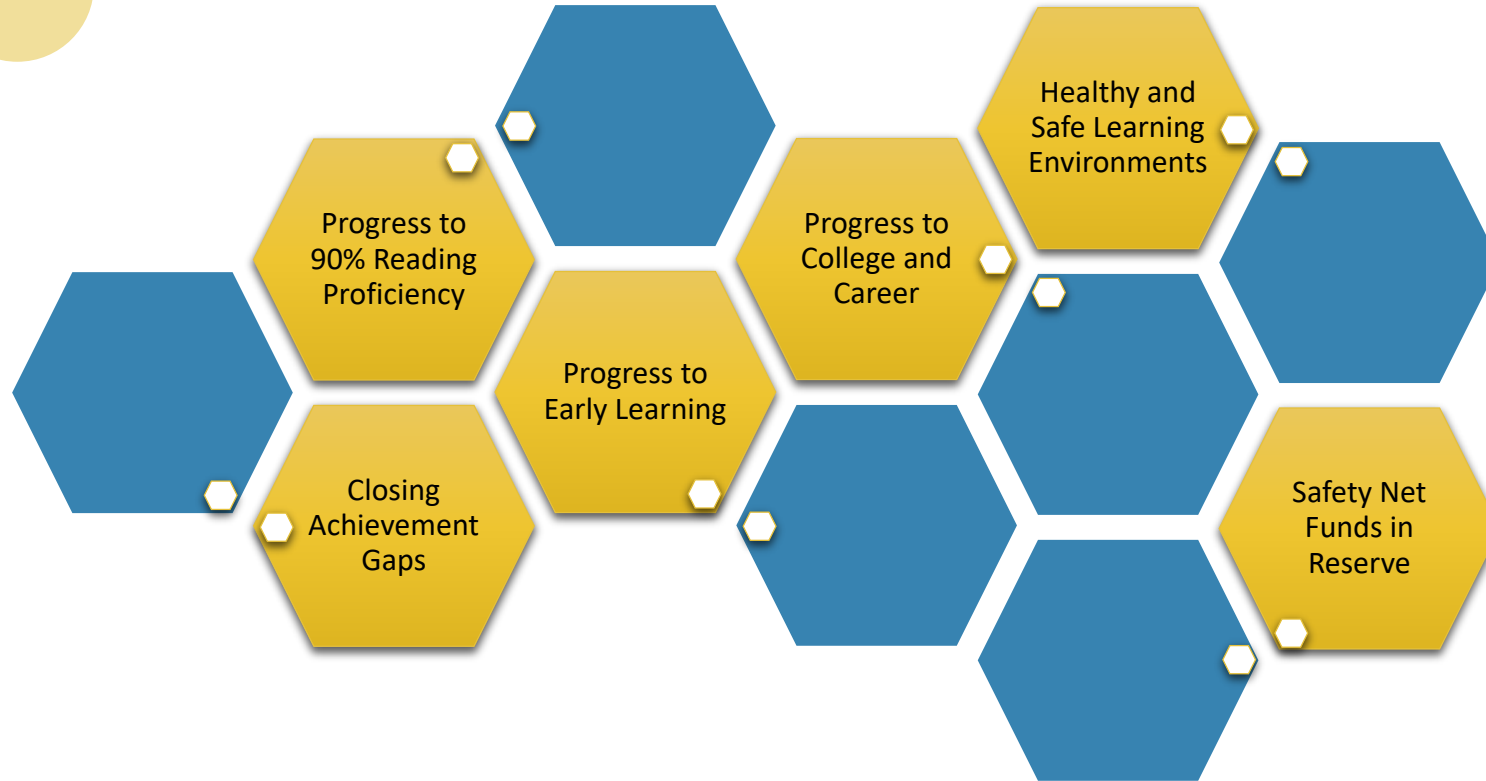 Healthy and
Safe Learning
Environments
Progress to
90% Reading
Proficiency
Progress to
College and
Career
Progress to
Early Learning
Closing
Achievement
Gaps
Safety Net
Funds in
Reserve